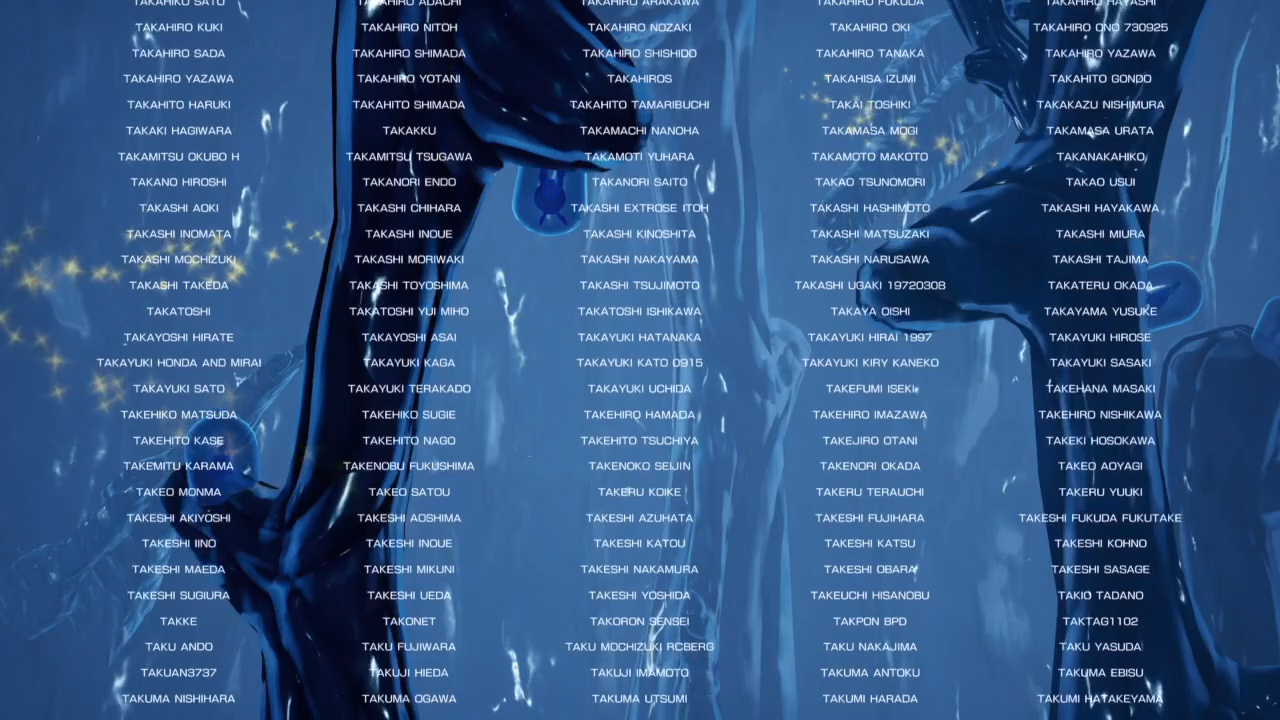 TAKAHIKO SATO TAKAHIRO ADACHI TAKAHIRO ARAKAWA TAKAHIRO FUKUDA TAKAHIRO HAYASHI
TAKAHIRO KUKI TAKAHIRO NITOH TAKAHIRO NOZAKI TAKAHIRO OKI TAKAHIRO ONO 730925
TAKAHIRO SADA TAKAHIRO SHIMADA TAKAHIRO SHISHIDO TAKAHIRO TANAKA TAKAHIRO YAZAWA
TAKAHIRO YAZAWA TAKAHIRO YOTANI TAKAHIROS TAKAHISA IZUMI TAKAHITO GONDO
TAKAHITO HARUKI TAKAHITO SHIMADA TAKAHITO TAMARIBUCHI TAKAI TOSHIKI TAKAKAZU NISHIMURA
TAKAKI HAGIWARA TAKAKKU TAKAMACHI NANOHA TAKAMASA MOGI TAKAMASA URATA
TAKAMITSU OKUBO H TAKAMITSU TSUGAWA TAKAMOTI YUHARA TAKAMOTO MAKOTO TAKANAKAHIKO
TAKANO HIROSHI TAKANORI ENDO TAKANORI SAITO TAKAO TSUNOMORI TAKAO USUI
TAKASHI AOKI TAKASHI CHIHARA TAKASHI EXTROSE ITOH TAKASHI HASHIMOTO TAKASHI HAYAKAWA
TAKASHI INOMATA TAKASHI INOUE TAKASHI KINOSHITA TAKASHI MATSUZAKI TAKASHI MIURA
TAKASHI MOCHIZUKI TAKASHI MORIWAKI TAKASHI NAKAYAMA TAKASHI NARUSAWA TAKASHI TAJIMA
TAKASHI TAKEDA TAKASHI TOYOSHIMA TAKASHI TSUJIMOTO TAKASHI UGAKI 19720308 TAKATERU OKADA
TAKATOSHI TAKATOSHI YUI MIHO TAKATOSHI ISHIKAWA TAKAYA OISHI TAKAYAMA YUSUKE
TAKAYOSHI HIRATE TAKAYOSHI ASAI TAKAYUKI HATANAKA TAKAYUKI HIRAI 1997 TAKAYUKI HIROSE
TAKAYUKI HONDA AND MIRAI TAKAYUKI KAGA TAKAYUKI KATO 0915 TAKAYUKI KIRY KANEKO TAKAYUKI SASAKI
TAKAYUKI SATO TAKAYUKI TERAKADO TAKAYUKI UCHIDA TAKEFUMI ISEKI TAKEHANA MASAKI
TAKEHIKO MATSUDA TAKEHIKO SUGIE TAKEHIRO HAMADA TAKEHIRO IMAZAWA TAKEHIRO NISHIKAWA
TAKEHITO KASE TAKEHITO NAGO TAKEHITO TSUCHIYA TAKEJIRO OTANI TAKEKI HOSOKAWA
TAKEMITU KARAMA TAKENOBU FUKUSHIMA TAKENOKO SEIJIN TAKENORI OKADA TAKEO AOYAGI
TAKEO MONMA TAKEO SATOU TAKERU KOIKE TAKERU TERAUCHI TAKERU YUUKI
TAKESHI AKIYOSHI TAKESHI AOSHIMA TAKESHI AZUHATA TAKESHI FUJIHARA TAKESHI FUKUDA FUKUTAKE
TAKESHI IINO TAKESHI INOUE TAKESHI KATOU TAKESHI KATSU TAKESHI KOHNO
TAKESHI MAEDA TAKESHI MIKUNI TAKESHI NAKAMURA TAKESHI OBARA TAKESHI SASAGE
TAKESHI SUGIURA TAKESHI UEDA TAKESHI YOSHIDA TAKEUCHI HISANOBU TAKIO TADANO
TAKKE TAKONET TAKORON SENSEI TAKPON BPD TAKTAG1102
TAKU ANDO TAKU FUJIWARA TAKU MOCHIZUKI RCBERG TAKU NAKAJIMA TAKU YASUDA
TAKUAN3737 TAKUJI HIEDA TAKUJI IMAMOTO TAKUMA ANTOKU TAKUMA EBISU
TAKUMA NISHIHARA TAKUMA OGAWA TAKUMA UTSUMI TAKUMI HARADA TAKUMI HATAKEYAMA